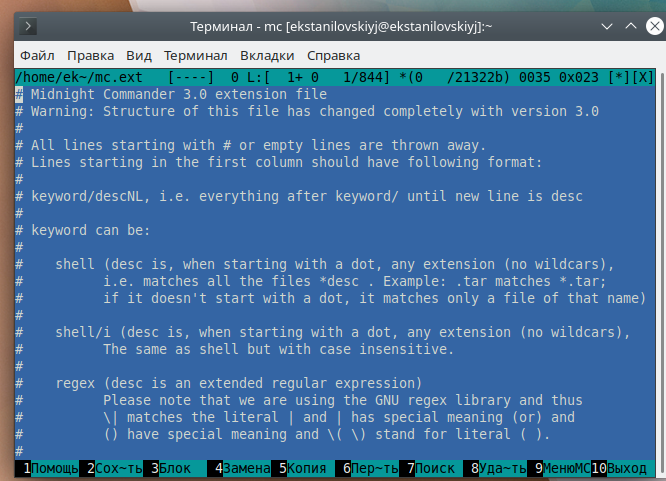 Терминал - mc [ekstanilovskiyj@ekstanilovskiyj]:~
Файл Правка Вид Терминал Вкладки Справка
/home/ek~/mc.ext   [----]  0 L:[  1+ 0   1/844] *(0   /21322b) 0035 0x023 [*][X]
# Midnight Commander 3.0 extension file
# Warning: Structure of this file has changed completely with version 3.0
#
# All lines starting with # or empty lines are thrown away.
# Lines starting in the first column should have following format:
#
# keyword/descNL, i.e. everything after keyword/ until new line is desc
#
# keyword can be:
#
#    shell (desc is, when starting with a dot, any extension (no wildcars),
#          i.e. matches all the files *desc . Example: .tar matches *.tar;
#          if it doesn't start with a dot, it matches only a file of that name)
#
#    shell/i (desc is, when starting with a dot, any extension (no wildcars),
#          The same as shell but with case insensitive.
#
#    regex (desc is an extended regular expression)
#          Please note that we are using the GNU regex library and thus
#          \| matches the literal | and | has special meaning (or) and
#          () have special meaning and \( \) stand for literal ( ).
#
1Помощь 2Сох~ть 3Блок 4Замена 5Копия 6Пер~ть 7Поиск 8Уда~ть 9МенюMC 10Выход